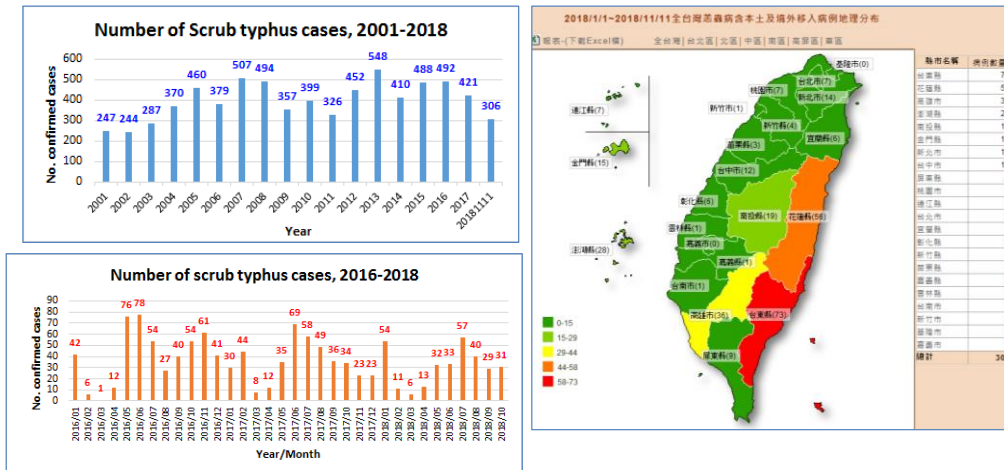 Number of Scrub typhus cases, 2001-2018
No. confirmed cases
600
500
400
300
200
100
0
247 244 287 370 460 379 507 494 357 399 326 452 548 410 488 492 421 306
2001 2002 2003 2004 2005 2006 2007 2008 2009 2010 2011 2012 2013 2014 2015 2016 2017 20181111
Year
Number of scrub typhus cases, 2016-2018
No. confirmed cases
90
80
70
60
50
40
30
20
10
0
42 6 1 12 76 78 54 27 40 54 61 41 30 44 8 12 35 69 58 49 36 34 23 23 54 11 6 13 32 33 57 40 29 31
2016/01 2016/02 2016/03 2016/04 2016/05 2016/06 2016/07 2016/08 2016/09 2016/10 2016/11 2016/12 2017/01 2017/02 2017/03 2017/04 2017/05 2017/06 2017/07 2017/08 2017/09 2017/10 2017/11 2017/12 2018/01 2018/02 2018/03 2018/04 2018/05 2018/06 2018/07 2018/08 2018/09 2018/10
Year/Month
2018/1/1~2018/11/11全台灣恙蟲病含本土及境外移入病例地理分布
報表-(下載Excel檔) 全台灣|台北區|北區|中區|南區|高屏區|東區
基隆市(0)
台北市(7)
桃園市(7)
新北市(14)
連江縣(7)
新竹市(1)
新竹縣(4)
宜蘭縣(6)
苗栗縣(3)
金門縣(15)
台中市(12)
彰化縣(5)
南投縣(19)
花蓮縣(56)
雲林縣(1)
嘉義市(0)
澎湖縣(28)
嘉義縣(1)
台南市(1)
高雄市(36)
台東縣(73)
屏東縣(9)
0-15
15-29
29-44
44-58
58-73
縣市名稱 病例數量
台東縣 7
花蓮縣 5
高雄市
澎湖縣 2
南投縣 1
金門縣 1
新北市 1
台中市 1
屏東縣
桃園市
連江縣
台北市
宜蘭縣
彰化縣
新竹縣
苗栗縣
嘉義縣
雲林縣
台南市
新竹市
基隆市
嘉義市
總計 30